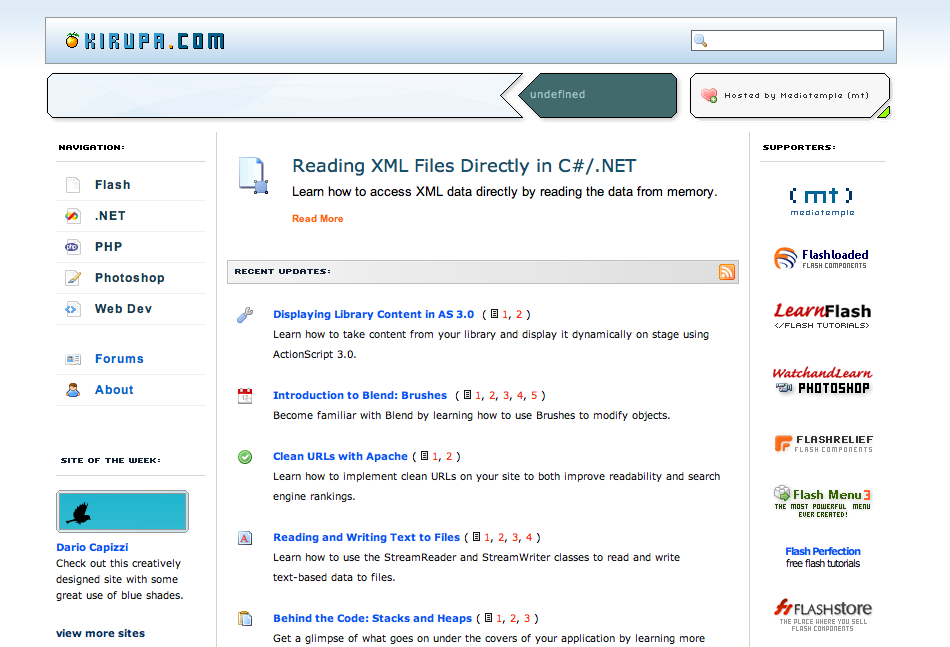 KIRUPA.COM
undefined
Hosted by Mediatemple (mt)
NAVIGATION:
Flash
.NET
php
PHP
Photoshop
Web Dev
Forums
About
SITE OF THE WEEK:
Dario Capizzi
Check out this creatively
designed site with some
great use of blue shades.
view more sites
Reading XML Files Directly in C#/.NET
Learn how to access XML data directly by reading the data from memory.
Read More
RECENT UPDATES:
Displaying Library Content in AS 3.0 ( 1, 2 )
Learn how to take content from your library and display it dynamically on stage using
ActionScript 3.0.
Introduction to Blend: Brushes ( 1, 2, 3, 4, 5 )
Become familiar with Blend by learning how to use Brushes to modify objects.
Clean URLs with Apache ( 1, 2 )
Learn how to implement clean URLs on your site to both improve readability and search
engine rankings.
A
Reading and Writing Text to Files ( 1, 2, 3, 4 )
Learn how to use the StreamReader and StreamWriter classes to read and write
text-based data to files.
Behind the Code: Stacks and Heaps ( 1, 2, 3 )
Get a glimpse of what goes on under the covers of your application by learning more
SUPPORTERS:
(mt)
mediatemple
Flashloaded
FLASH COMPONENTS
LearnFlash
</FLASH TUTORIALS>
WatchandLearn
PHOTOSHOP
FLASHRELIEF
FLASH COMPONENTS
Flash Menu 3
THE MOST POWERFUL MENU
EVER CREATED!
Flash Perfection
free flash tutorials
FLASHSTORE
THE PLACE WHERE YOU SELL
FLASH COMPONENTS